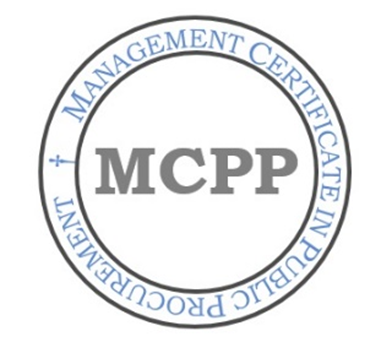 MANAGEMENT CERTIFICATE IN PUBLIC PROCUREMENT †
MCPP